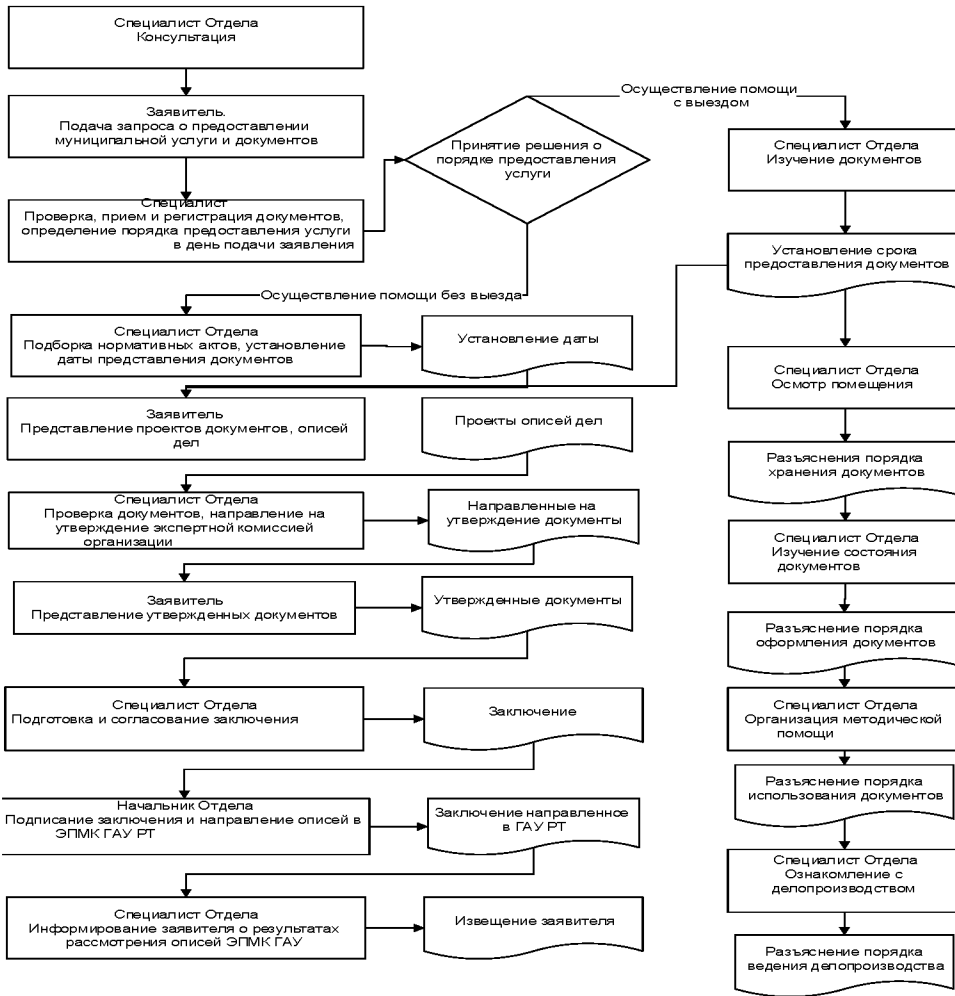 Специалист Отдела
Консультация
Заявитель.
Подача запроса о предоставлении
муниципальной услуги и документов
Специалист
Проверка, прием и регистрация документов,
определение порядка предоставления услуги
в день подачи заявления
Принятие решения о
порядке предоставления
услуги
Осуществление помощи
с выездом
Осуществление помощи без выезда
Специалист Отдела
Подборка нормативных актов, установление
даты представления документов
Установление даты
Заявитель
Представление проектов документов, описей
дел
Проекты описей дел
Специалист Отдела
Проверка документов, направление на
утверждение экспертной комиссией
организации
Направленные на
утверждение документы
Заявитель
Представление утвержденных документов
Утвержденные документы
Специалист Отдела
Подготовка и согласование заключения
Заключение
Начальник Отдела
Подписание заключения и направление описей в
ЭПМК ГАУ РТ
Заключение направленное
в ГАУ РТ
Специалист Отдела
Информирование заявителя о результатах
рассмотрения описей ЭПМК ГАУ
Извещение заявителя
Специалист Отдела
Изучение документов
Установление срока
предоставления документов
Специалист Отдела
Осмотр помещения
Разъяснения порядка
хранения документов
Специалист Отдела
Изучение состояния
документов
Разъяснение порядка
оформления документов
Специалист Отдела
Организация методической
помощи
Разъяснение порядка
использования документов
Специалист Отдела
Ознакомление с
делопроизводством
Разъяснение порядка
ведения делопроизводства